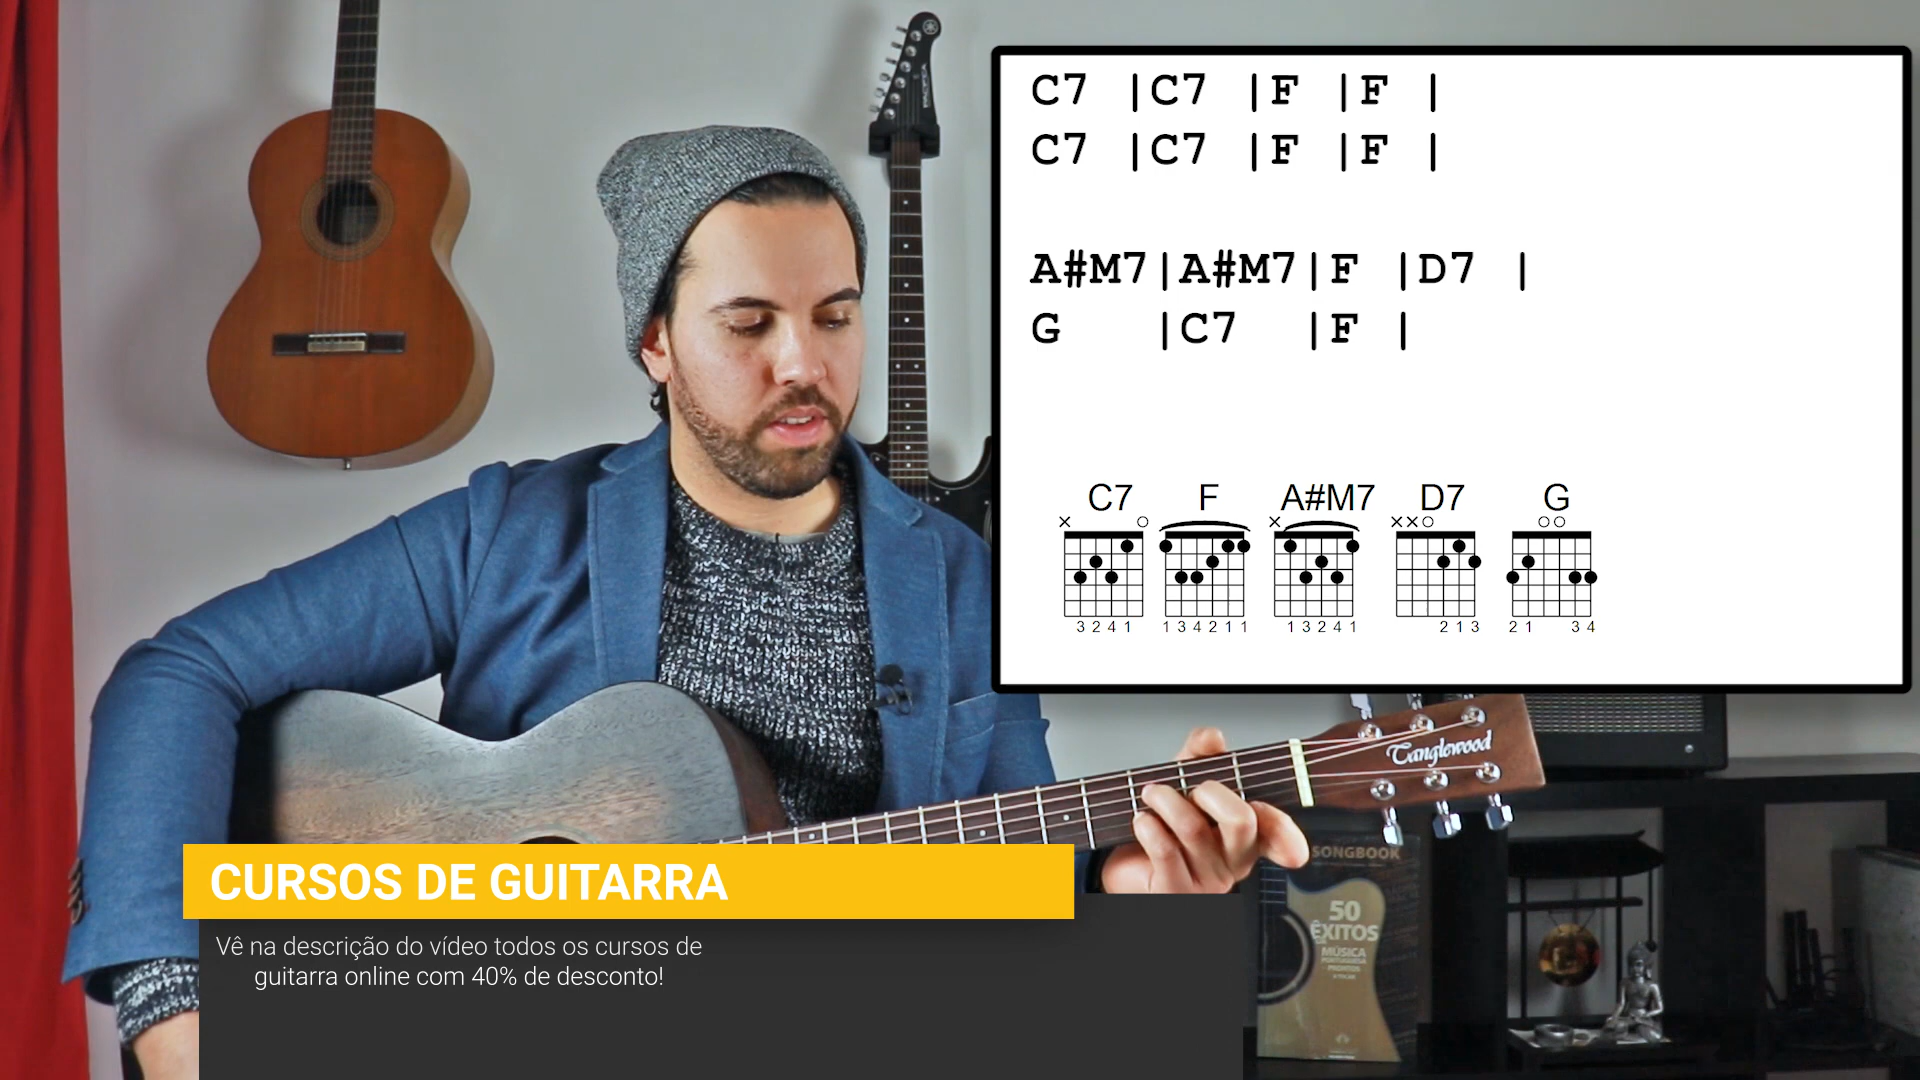 C7 |C7 |F |F |
C7 |C7 |F |F |
A#M7|A#M7|F |D7 |
G |C7 |F |
C7 F A#M7 D7 G
3 2 4 1 1 3 4 2 1 1 1 3 2 4 1 2 1 3 2 1 3 4
Tanglewood
SONGBOOK
50
ÊXITOS
MÚSICA
PORTUGUESA
CURSOS DE GUITARRA
Vê na descrição do vídeo todos os cursos de
guitarra online com 40% de desconto!